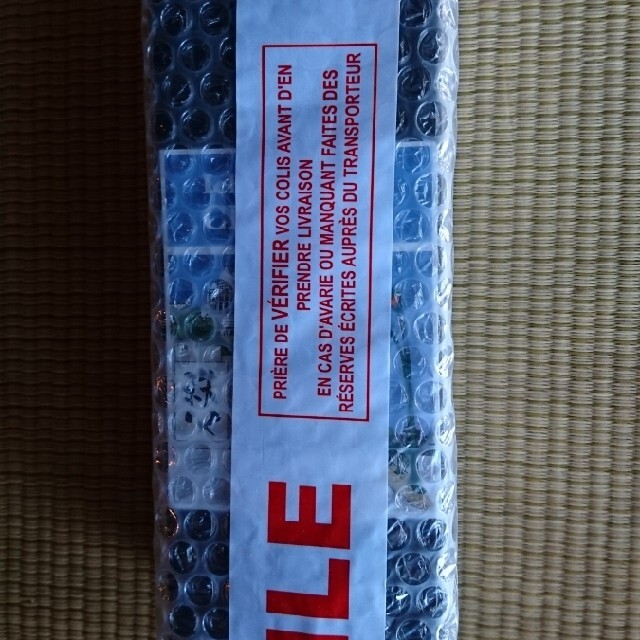 PRIÈRE DE VÉRIFIER VOS COLIS AVANT D'EN
PRENDRE LIVRAISON
EN CAS D'AVARIE OU MANQUANT FAITES DES
RÉSERVES ÉCRITES AUPRÈS DU TRANSPORTEUR
ILE